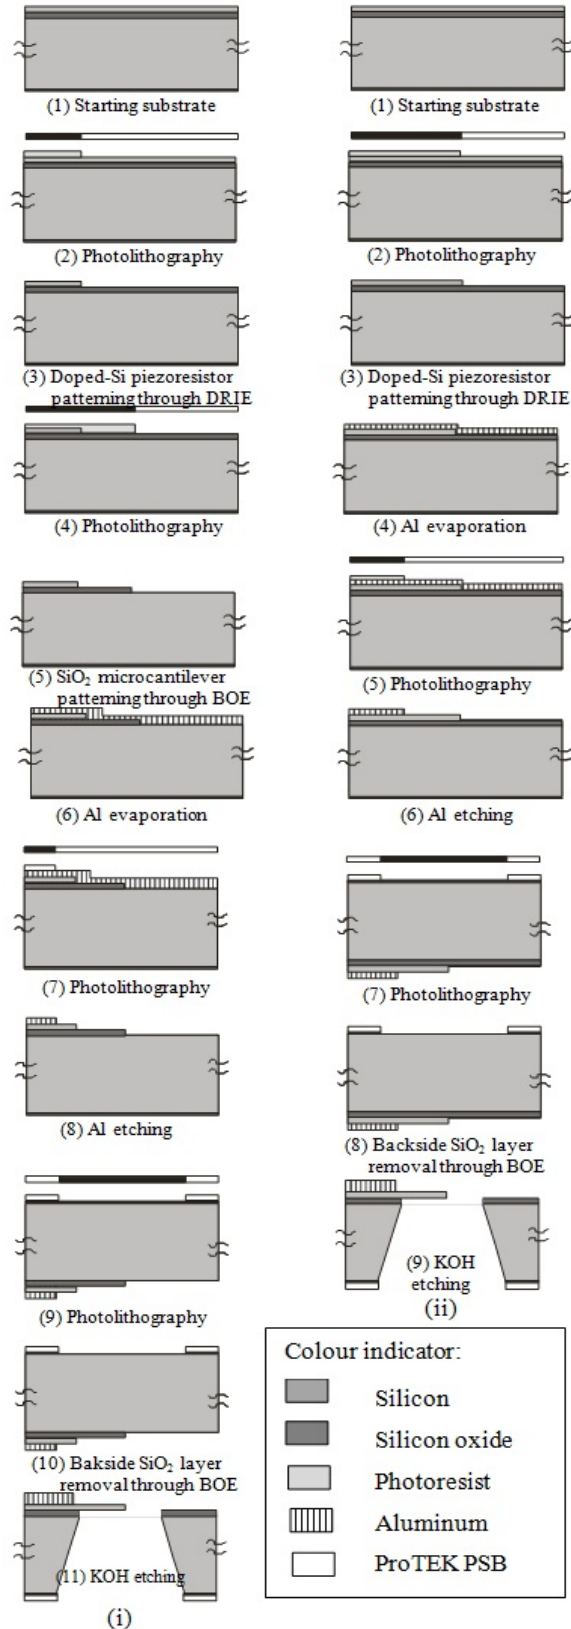 (1) Starting substrate
(2) Photolithography
(3) Doped-Si piezoresistor
patterning through DRIE
(4) Photolithography
(5) SiO₂ microcantilever
patterning through BOE
(6) Al evaporation
(7) Photolithography
(8) Al etching
(9) Photolithography
(10) Bakside SiO₂ layer
removal through BOE
(11) KOH etching
(i)
(1) Starting substrate
(2) Photolithography
(3) Doped-Si piezoresistor
patterning through DRIE
(4) Al evaporation
(5) Photolithography
(6) Al etching
(7) Photolithography
(8) Backside SiO₂ layer
removal through BOE
(9) KOH
etching
(ii)
Colour indicator:
Silicon
Silicon oxide
Photoresist
Aluminum
ProTEK PSB